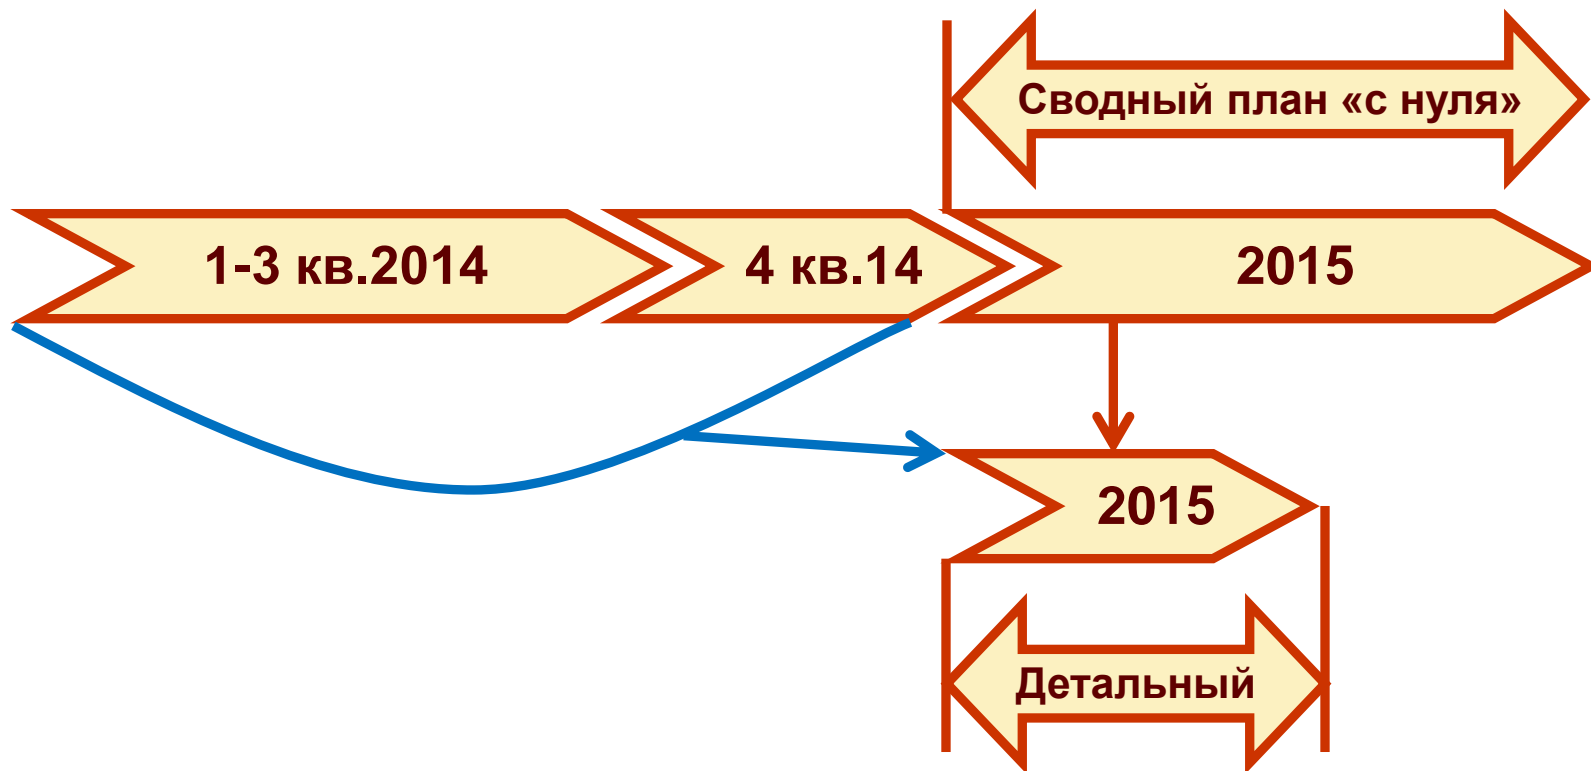 Сводный план «с нуля»
1-3 кв.2014
4 кв.14
2015
2015
Детальный